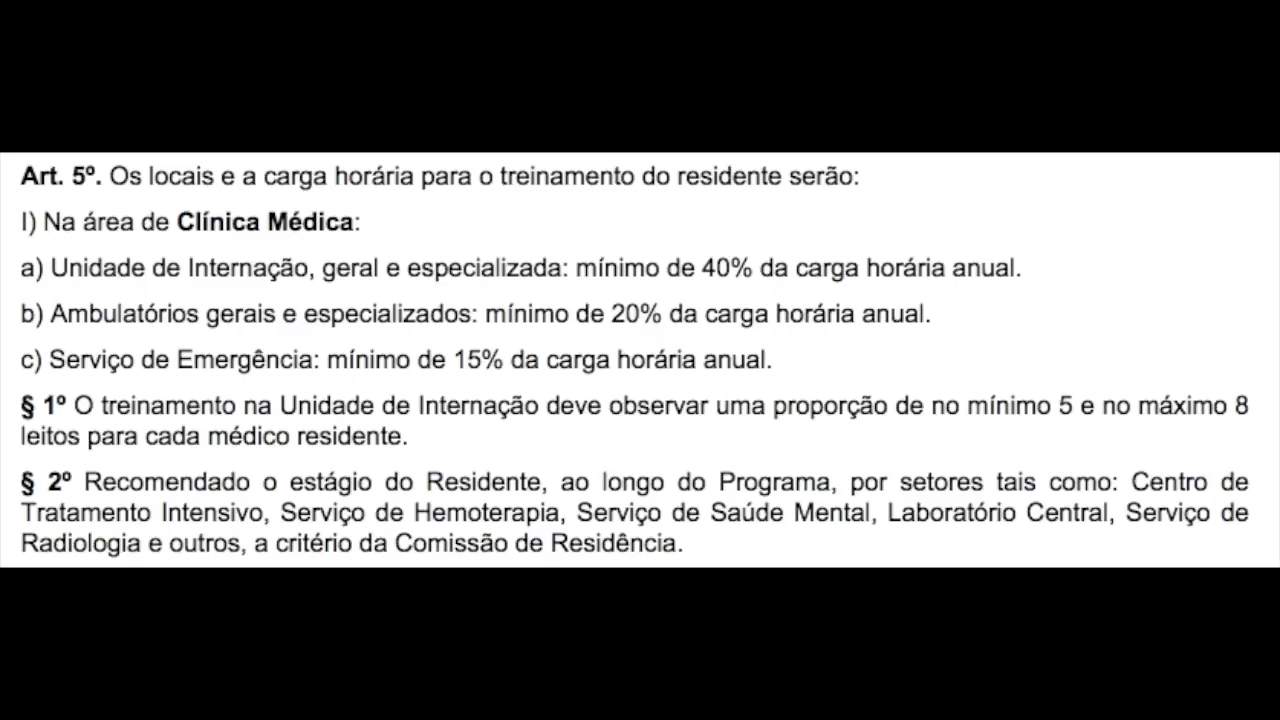 Art. 5º. Os locais e a carga horária para o treinamento do residente serão:
I) Na área de Clínica Médica:
a) Unidade de Internação, geral e especializada: mínimo de 40% da carga horária anual.
b) Ambulatórios gerais e especializados: mínimo de 20% da carga horária anual.
c) Serviço de Emergência: mínimo de 15% da carga horária anual.
§ 1º O treinamento na Unidade de Internação deve observar uma proporção de no mínimo 5 e no máximo 8
leitos para cada médico residente.
§ 2º Recomendado o estágio do Residente, ao longo do Programa, por setores tais como: Centro de
Tratamento Intensivo, Serviço de Hemoterapia, Serviço de Saúde Mental, Laboratório Central, Serviço de
Radiologia e outros, a critério da Comissão de Residência.